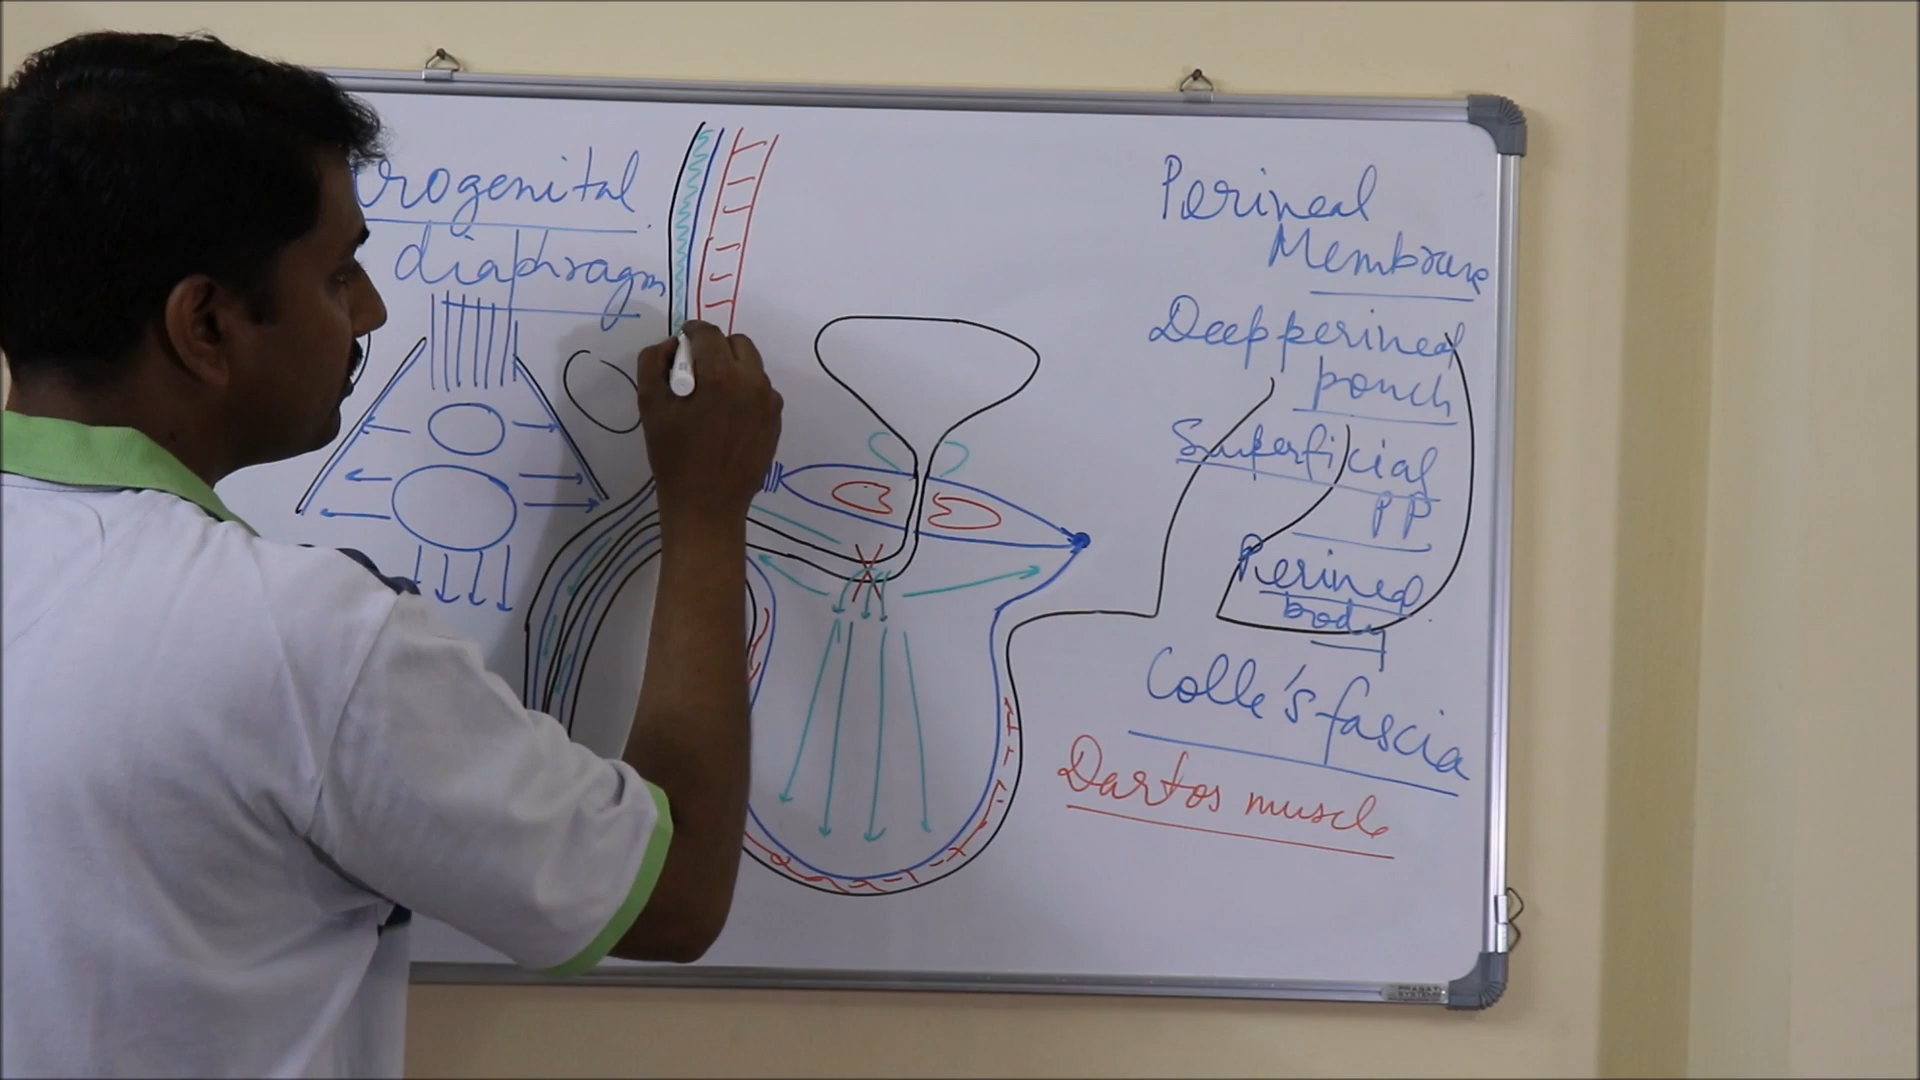 rogenital
diaphragm
Perineal
Membrane
Deep perineal
pouch
Superficial
PP
Perineal
body
Colle's fascia
Dartos muscle